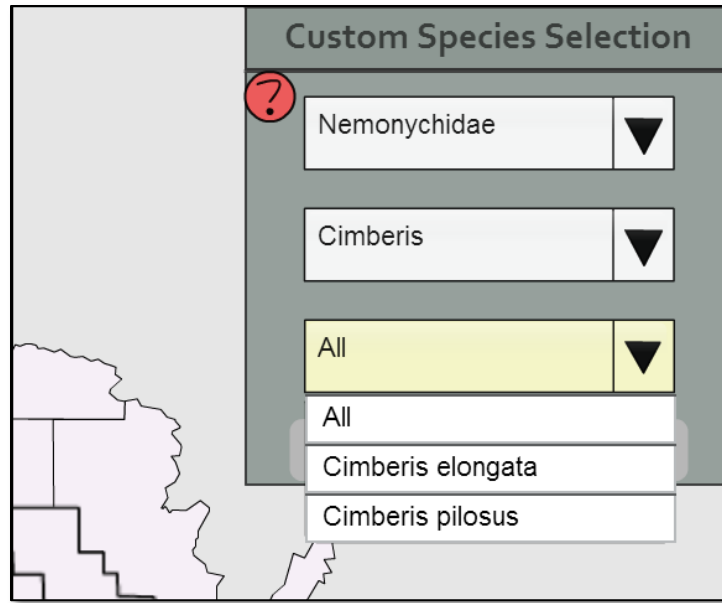 Custom Species Selection
?
Nemonychidae
Cimberis
All
All
Cimberis elongata
Cimberis pilosus